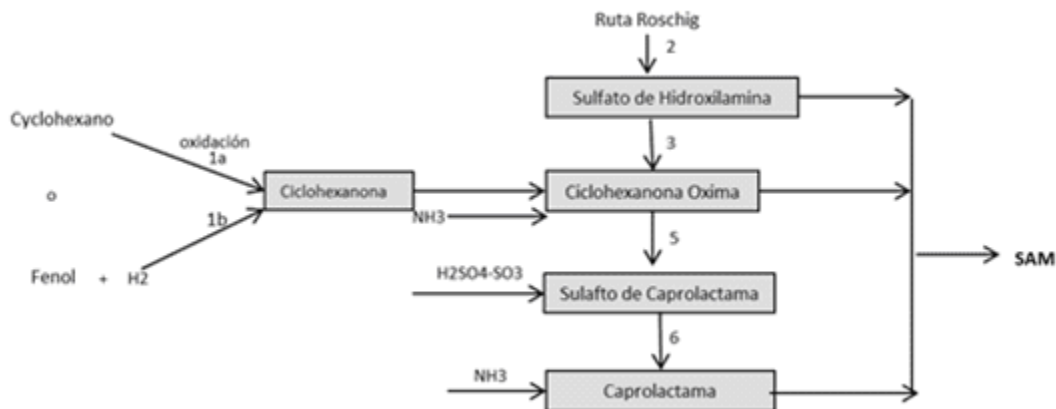 Ruta Roschig
2
Sulfato de Hidroxilamina
Cyclohexano
oxidación
1a
3
Ciclohexanona
Ciclohexanona Oxima
o
NH3
1b
5
Fenol + H2
H2SO4-SO3
SAM
Sulafto de Caprolactama
6
NH3
Caprolactama